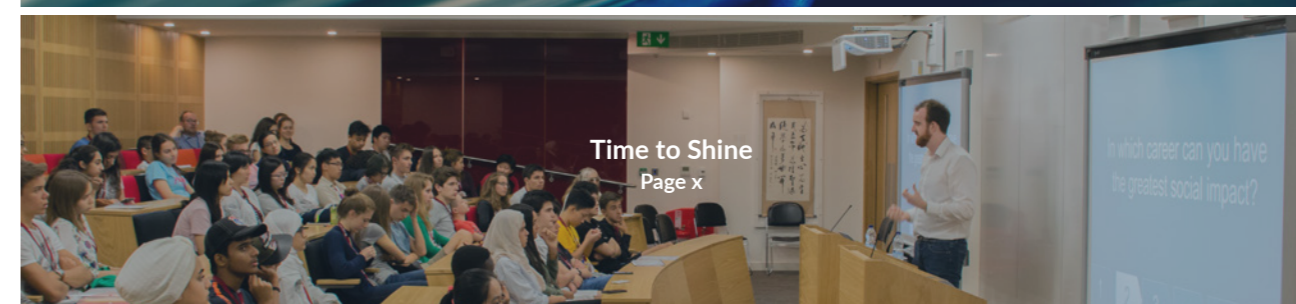 Time to Shine
Page x
In which career can you have
the greatest social impact?